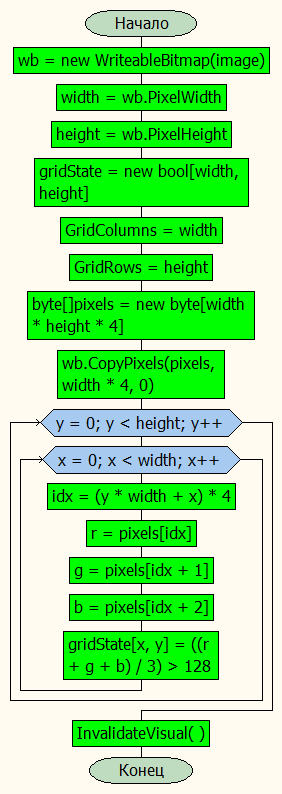 Начало
wb = new WriteableBitmap(image)
width = wb.PixelWidth
height = wb.PixelHeight
gridState = new bool[width,
height]
GridColumns = width
GridRows = height
byte[]pixels = new byte[width
* height * 4]
wb.CopyPixels(pixels,
width * 4, 0)
y = 0; y < height; y++
x = 0; x < width; x++
idx = (y * width + x) * 4
r = pixels[idx]
g = pixels[idx + 1]
b = pixels[idx + 2]
gridState[x, y] = ((r
+ g + b) / 3) > 128
InvalidateVisual( )
Конец